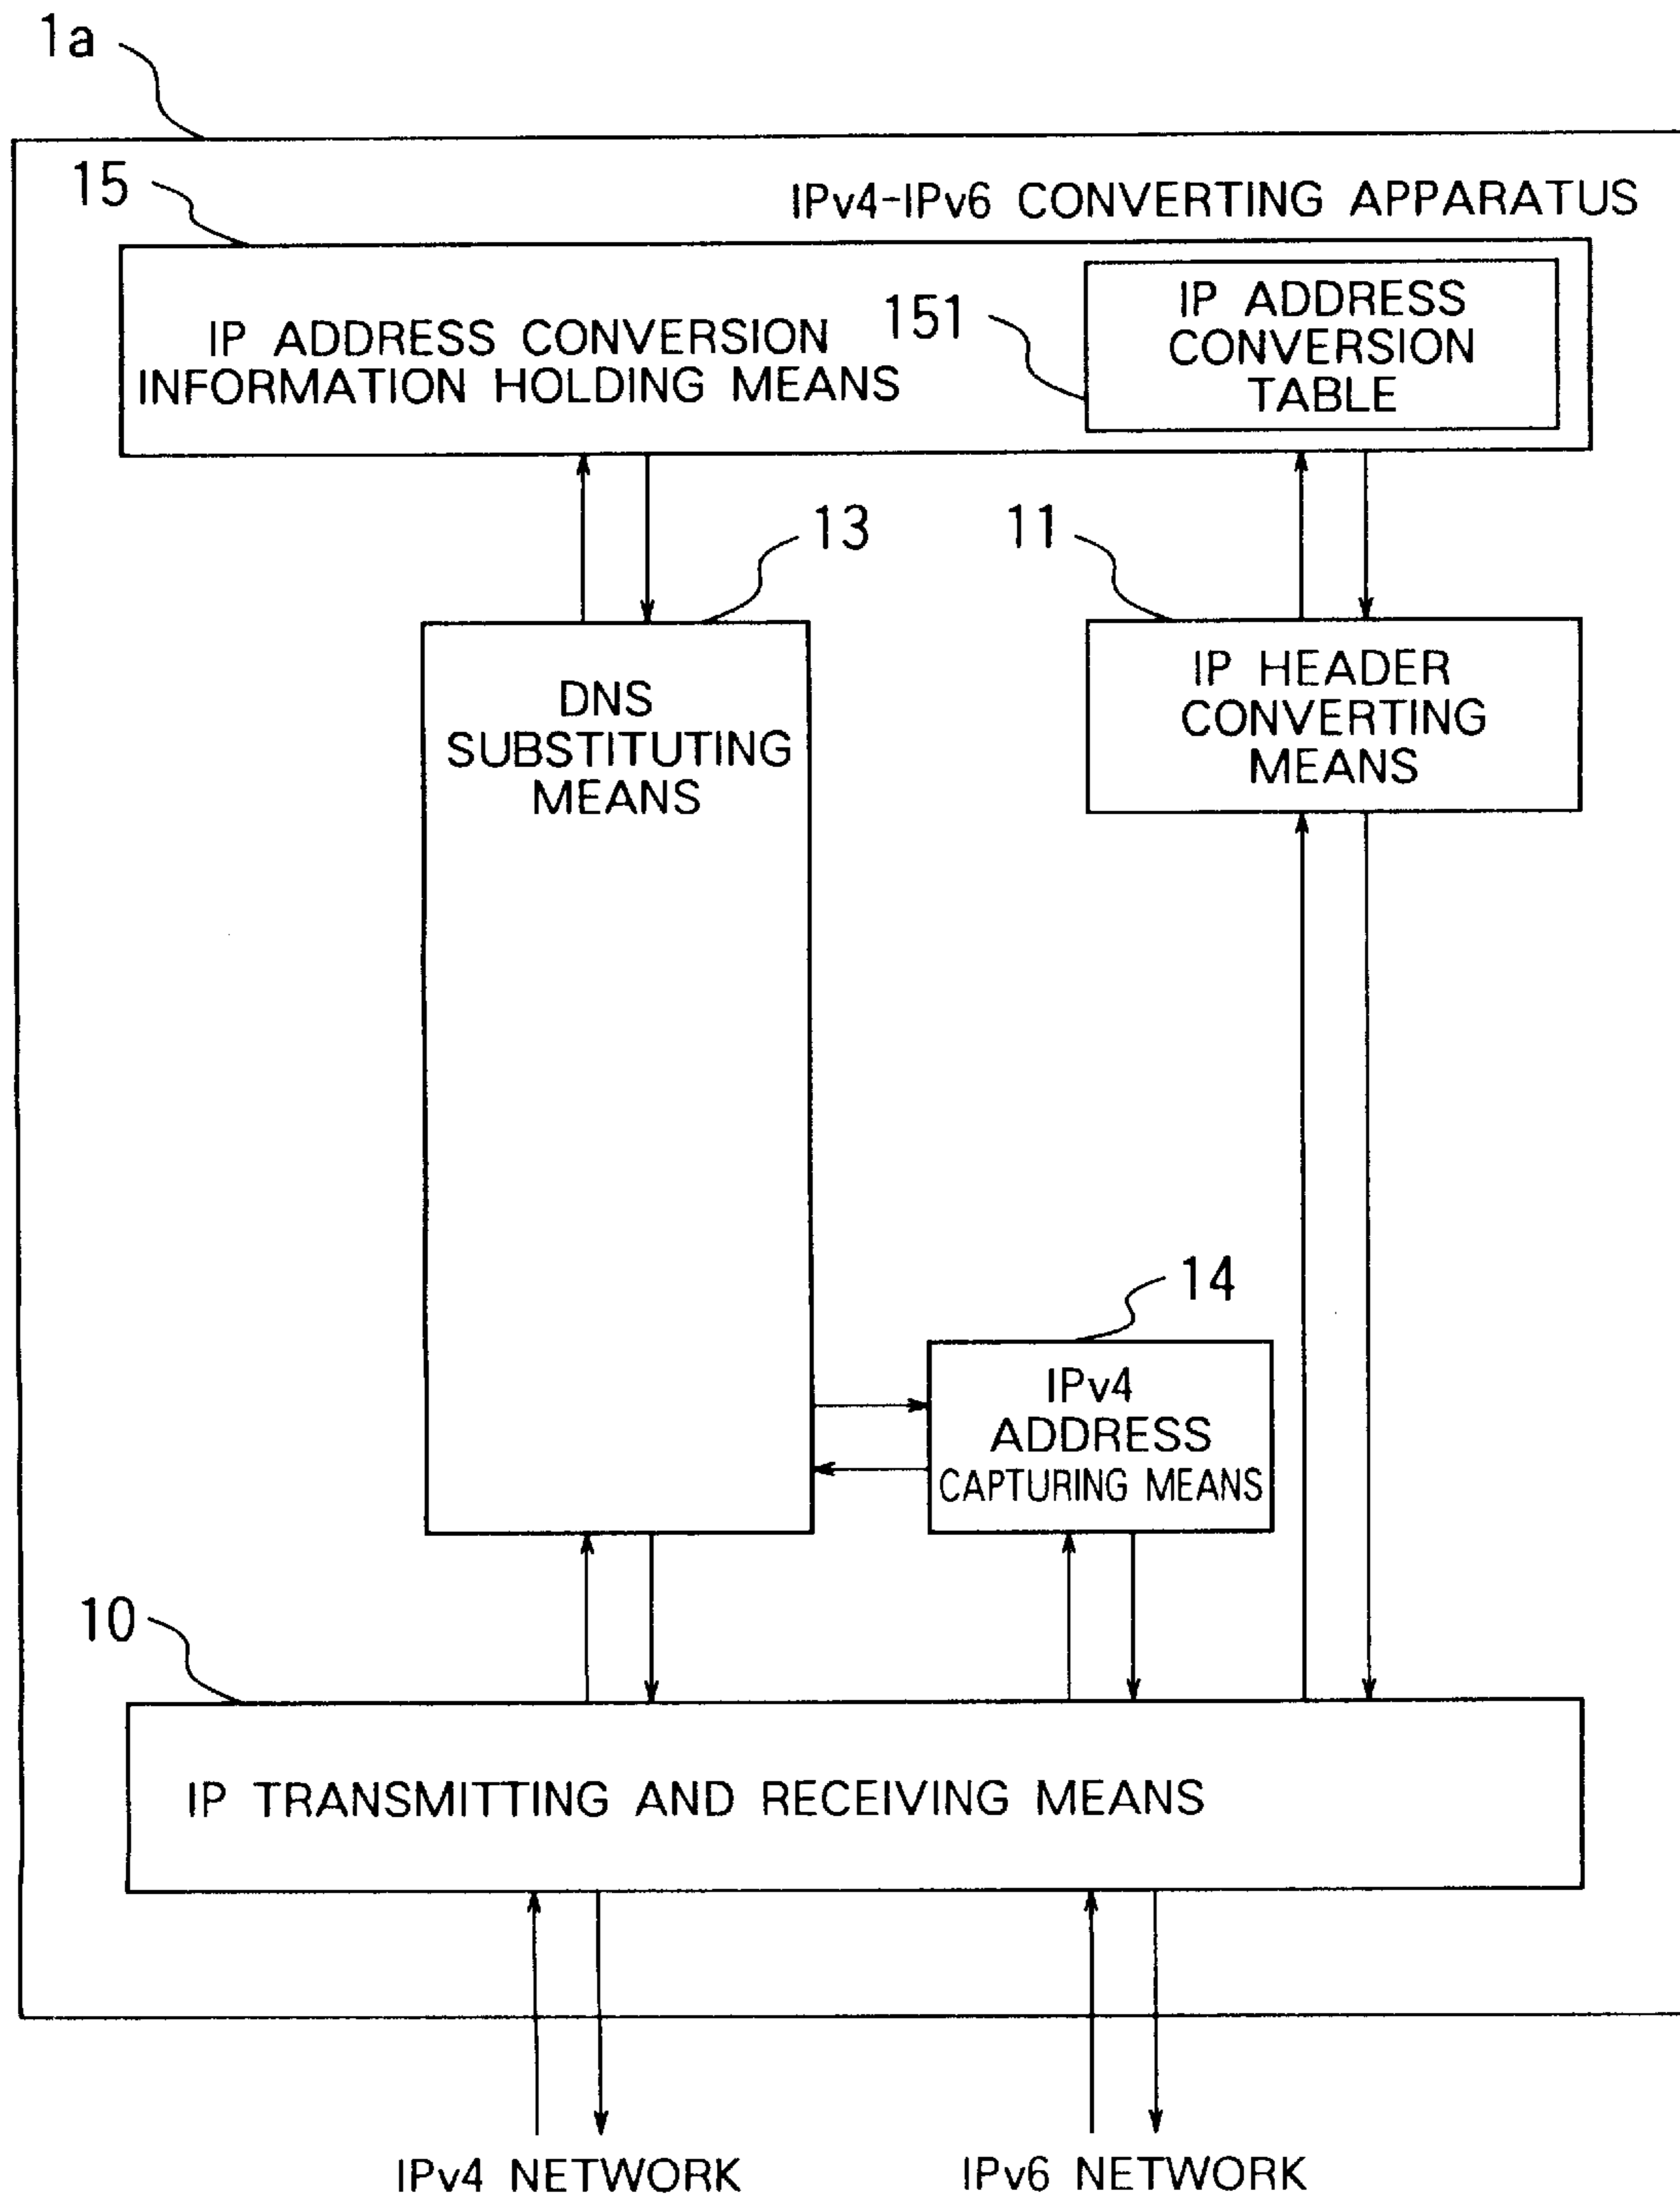 1a
15
IPv4-IPv6 CONVERTING APPARATUS
IP ADDRESS CONVERSION
INFORMATION HOLDING MEANS
151
IP ADDRESS
CONVERSION
TABLE
13
11
DNS
SUBSTITUTING
MEANS
IP HEADER
CONVERTING
MEANS
14
IPv4
ADDRESS
CAPTURING MEANS
10
IP TRANSMITTING AND RECEIVING MEANS
IPv4 NETWORK
IPv6 NETWORK